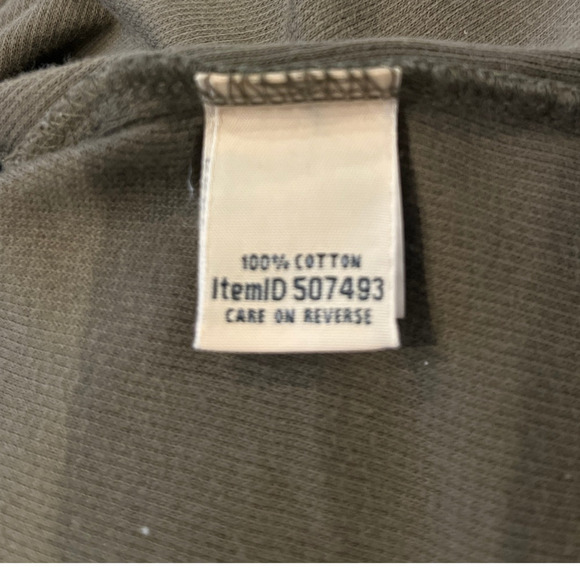 100% COTTON
ItemID 507493
CARE ON REVERSE